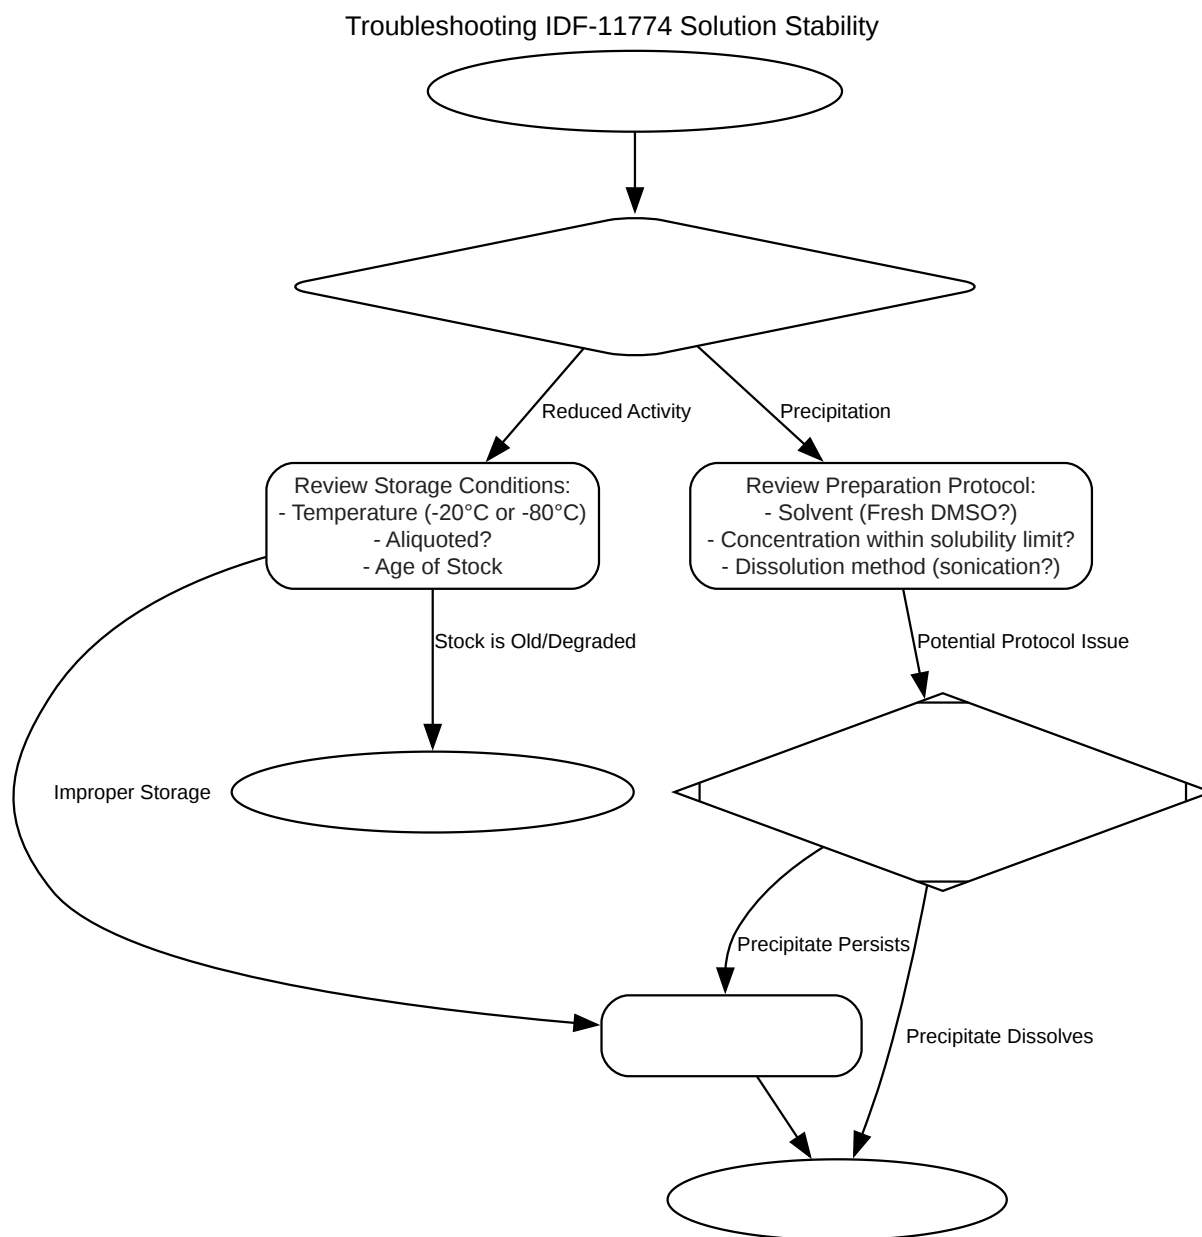 Troubleshooting IDF-11774 Solution Stability
Reduced Activity
Precipitation
Review Storage Conditions:
- Temperature (-20°C or -80°C)
- Aliquoted?
- Age of Stock
Review Preparation Protocol:
- Solvent (Fresh DMSO?)
- Concentration within solubility limit?
- Dissolution method (sonication?)
Stock is Old/Degraded
Potential Protocol Issue
Improper Storage
Precipitate Persists
Precipitate Dissolves